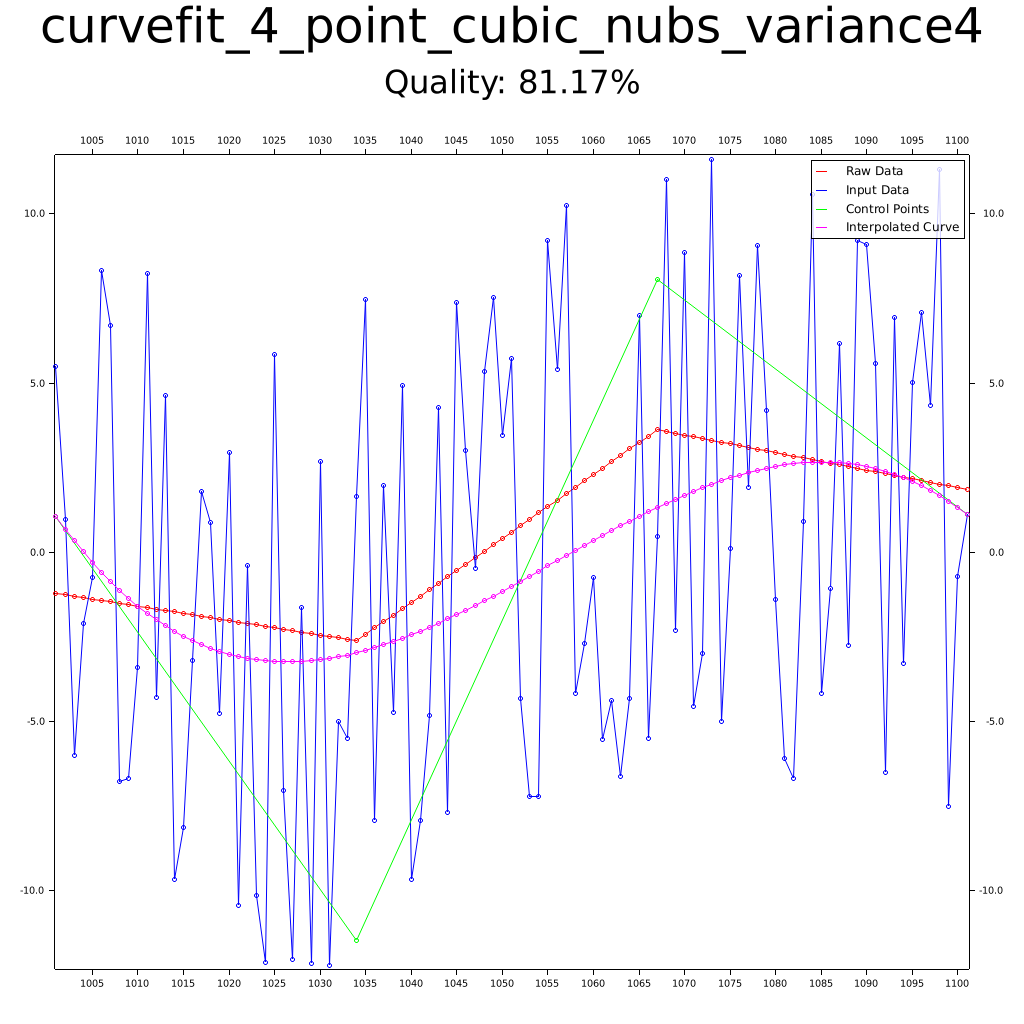 curvefit_4_point_cubic_nubs_variance4
Quality: 81.17%
1005 1010 1015 1020 1025 1030 1035 1040 1045 1050 1055 1060 1065 1070 1075 1080 1085 1090 1095 1100
Raw Data
Input Data
Control Points
Interpolated Curve
10.0 10.0
5.0 5.0
0.0 0.0
-5.0 -5.0
-10.0 -10.0
1005 1010 1015 1020 1025 1030 1035 1040 1045 1050 1055 1060 1065 1070 1075 1080 1085 1090 1095 1100